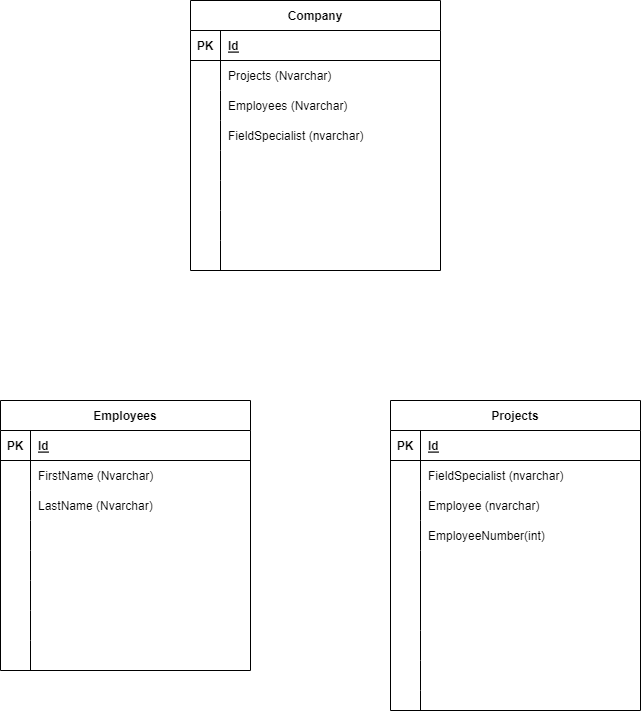 Company
PK Id
Projects (Nvarchar)
Employees (Nvarchar)
FieldSpecialist (nvarchar)
Employees
PK Id
FirstName (Nvarchar)
LastName (Nvarchar)
Projects
PK Id
FieldSpecialist (nvarchar)
Employee (nvarchar)
EmployeeNumber(int)